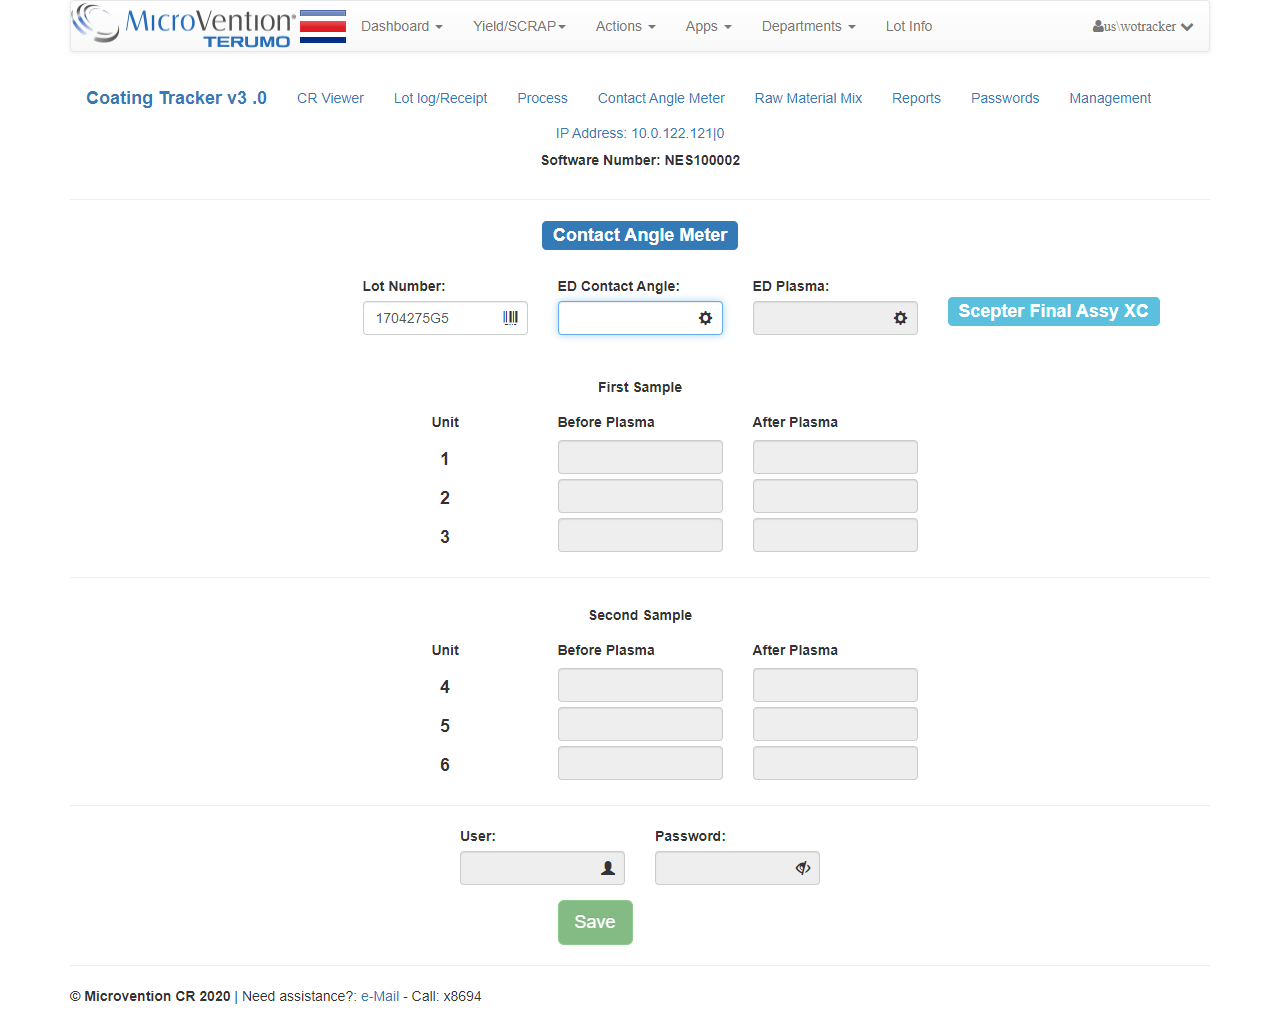 MICROVENTION®
TERUMO
Dashboard Yield/SCRAP Actions Apps Departments Lot Info us\wotracker
Coating Tracker v3 .0 CR Viewer Lot log/Receipt Process Contact Angle Meter Raw Material Mix Reports Passwords Management
IP Address: 10.0.122.121|0
Software Number: NES100002
Contact Angle Meter
Lot Number: ED Contact Angle: ED Plasma:
1704275G5
Scepter Final Assy XC
First Sample
Unit Before Plasma After Plasma
1
2
3
Second Sample
Unit Before Plasma After Plasma
4
5
6
User: Password:
Save
© Microvention CR 2020 | Need assistance?: e-Mail - Call: x8694